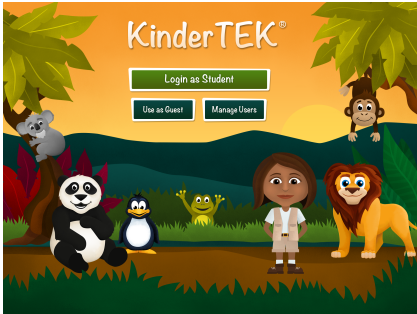 KinderTEK®
Login as Student
Use as Guest
Manage Users